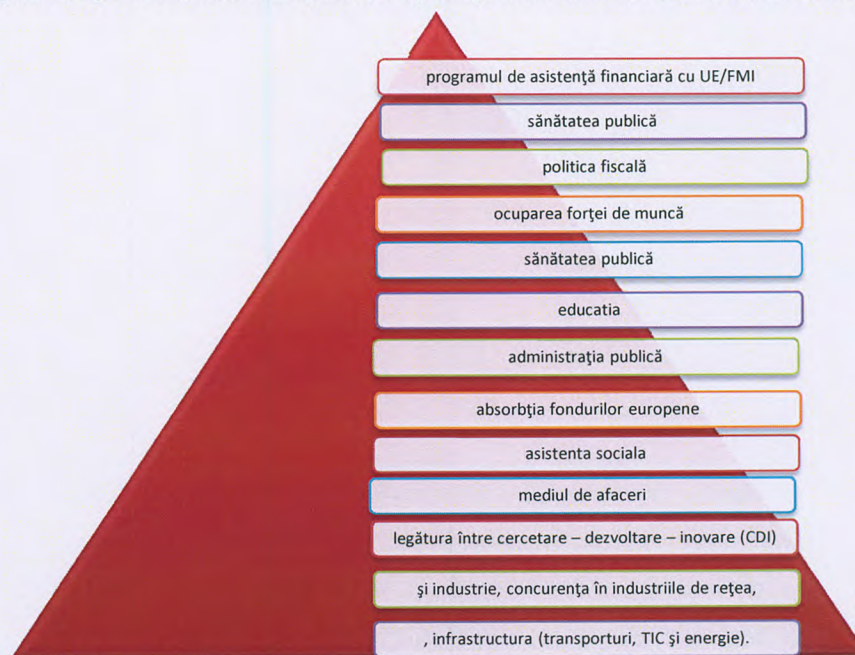 programul de asistenţă financiară cu UE/FMI
sănătatea publică
politica fiscală
ocuparea forţei de muncă
sănătatea publică
educatia
administraţia publică
absorbţia fondurilor europene
asistenta sociala
mediul de afaceri
legătura între cercetare – dezvoltare – inovare (CDI)
şi industrie, concurenţa în industriile de reţea,
, infrastructura (transporturi, TIC şi energie).